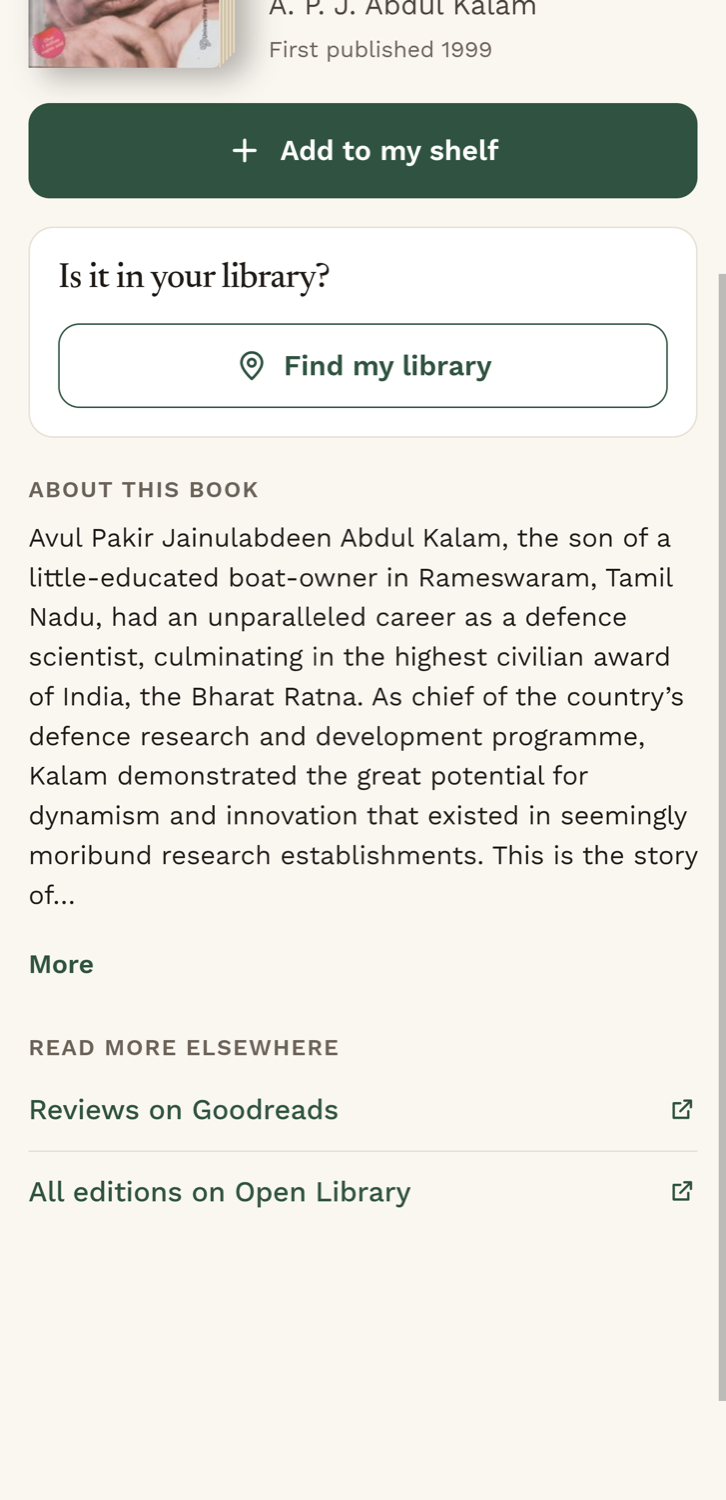 A. P. J. Abdul Kalam
First published 1999
Add to my shelf
Is it in your library?
Find my library
ABOUT THIS BOOK
Avul Pakir Jainulabdeen Abdul Kalam, the son of a
little-educated boat-owner in Rameswaram, Tamil
Nadu, had an unparalleled career as a defence
scientist, culminating in the highest civilian award
of India, the Bharat Ratna. As chief of the country’s
defence research and development programme,
Kalam demonstrated the great potential for
dynamism and innovation that existed in seemingly
moribund research establishments. This is the story
of...
More
READ MORE ELSEWHERE
Reviews on Goodreads
All editions on Open Library